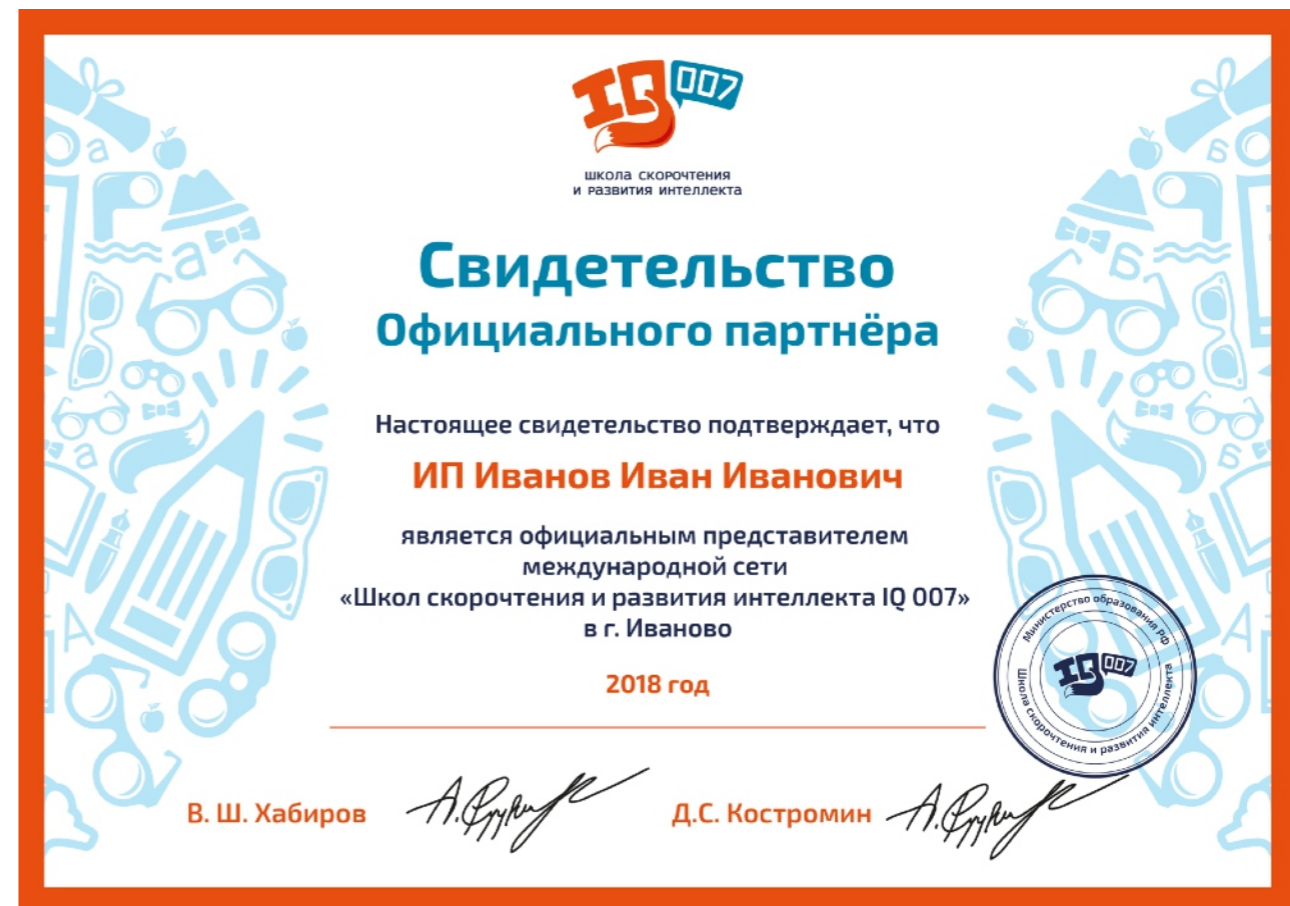 IQ 007
школа скорочтения
и развития интеллекта
Свидетельство
Официального партнёра
Настоящее свидетельство подтверждает, что
ИП Иванов Иван Иванович
является официальным представителем
международной сети
«Школ скорочтения и развития интеллекта IQ 007»
в г. Иваново
2018 год
Министерство образования РФ
IQ 007
Школа скорочтения и развития интеллекта
В. Ш. Хабиров
Д.С. Костромин